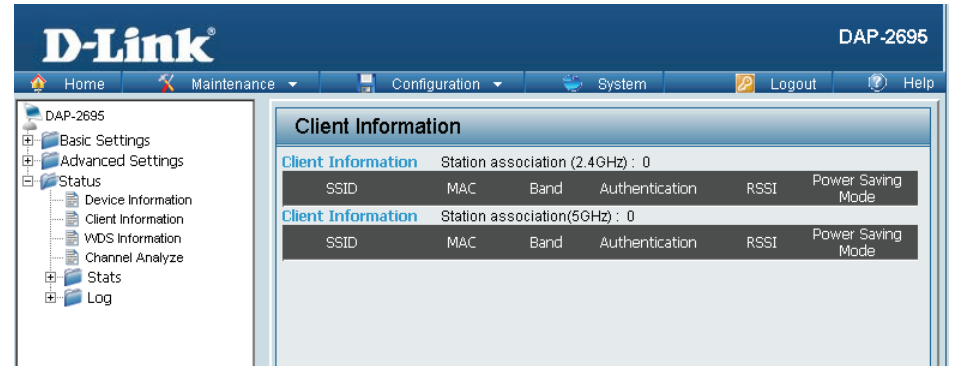 D-Link®
DAP-2695
Home Maintenance Configuration System Logout Help
DAP-2695
Basic Settings
Advanced Settings
Status
Device Information
Client Information
WDS Information
Channel Analyze
Stats
Log
Client Information
Client Information Station association (2.4GHz) : 0
SSID MAC Band Authentication RSSI Power Saving Mode
Client Information Station association(5GHz) : 0
SSID MAC Band Authentication RSSI Power Saving Mode